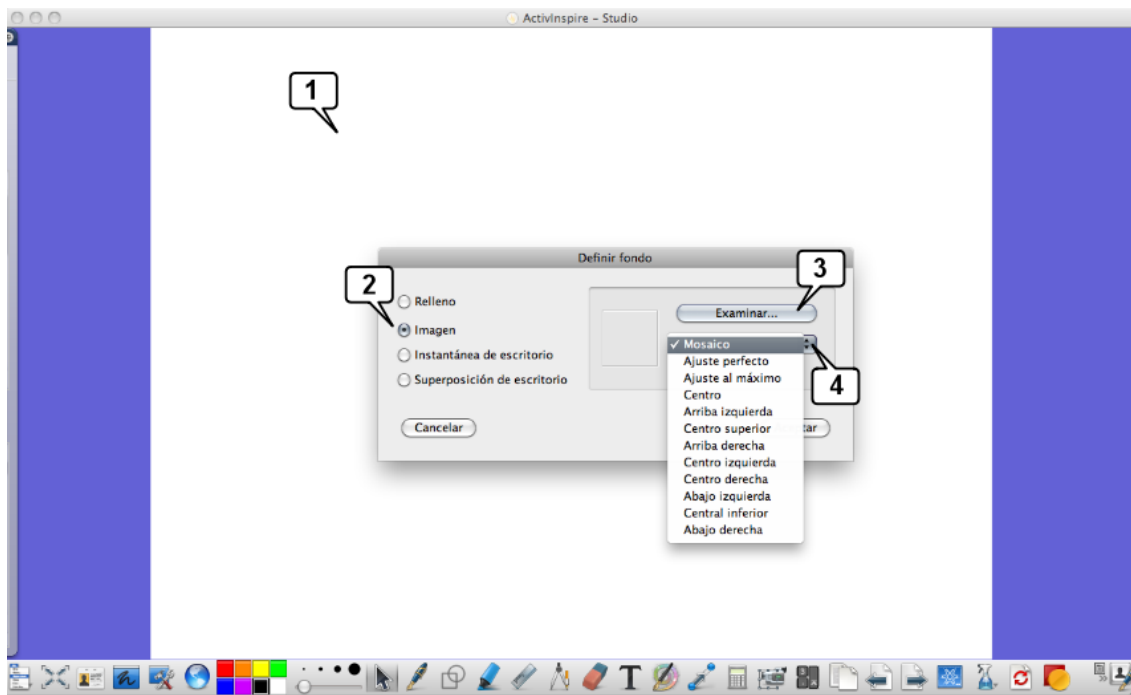 ActivInspire – Studio
1
Definir fondo
2
3
Relleno
Examinar...
Imagen
✓ Mosaico
Instantánea de escritorio
Ajuste perfecto
Superposición de escritorio
Ajuste al máximo
4
Centro
Arriba izquierda
Cancelar
Centro superior
tar
Arriba derecha
Centro izquierda
Centro derecha
Abajo izquierda
Central inferior
Abajo derecha
T